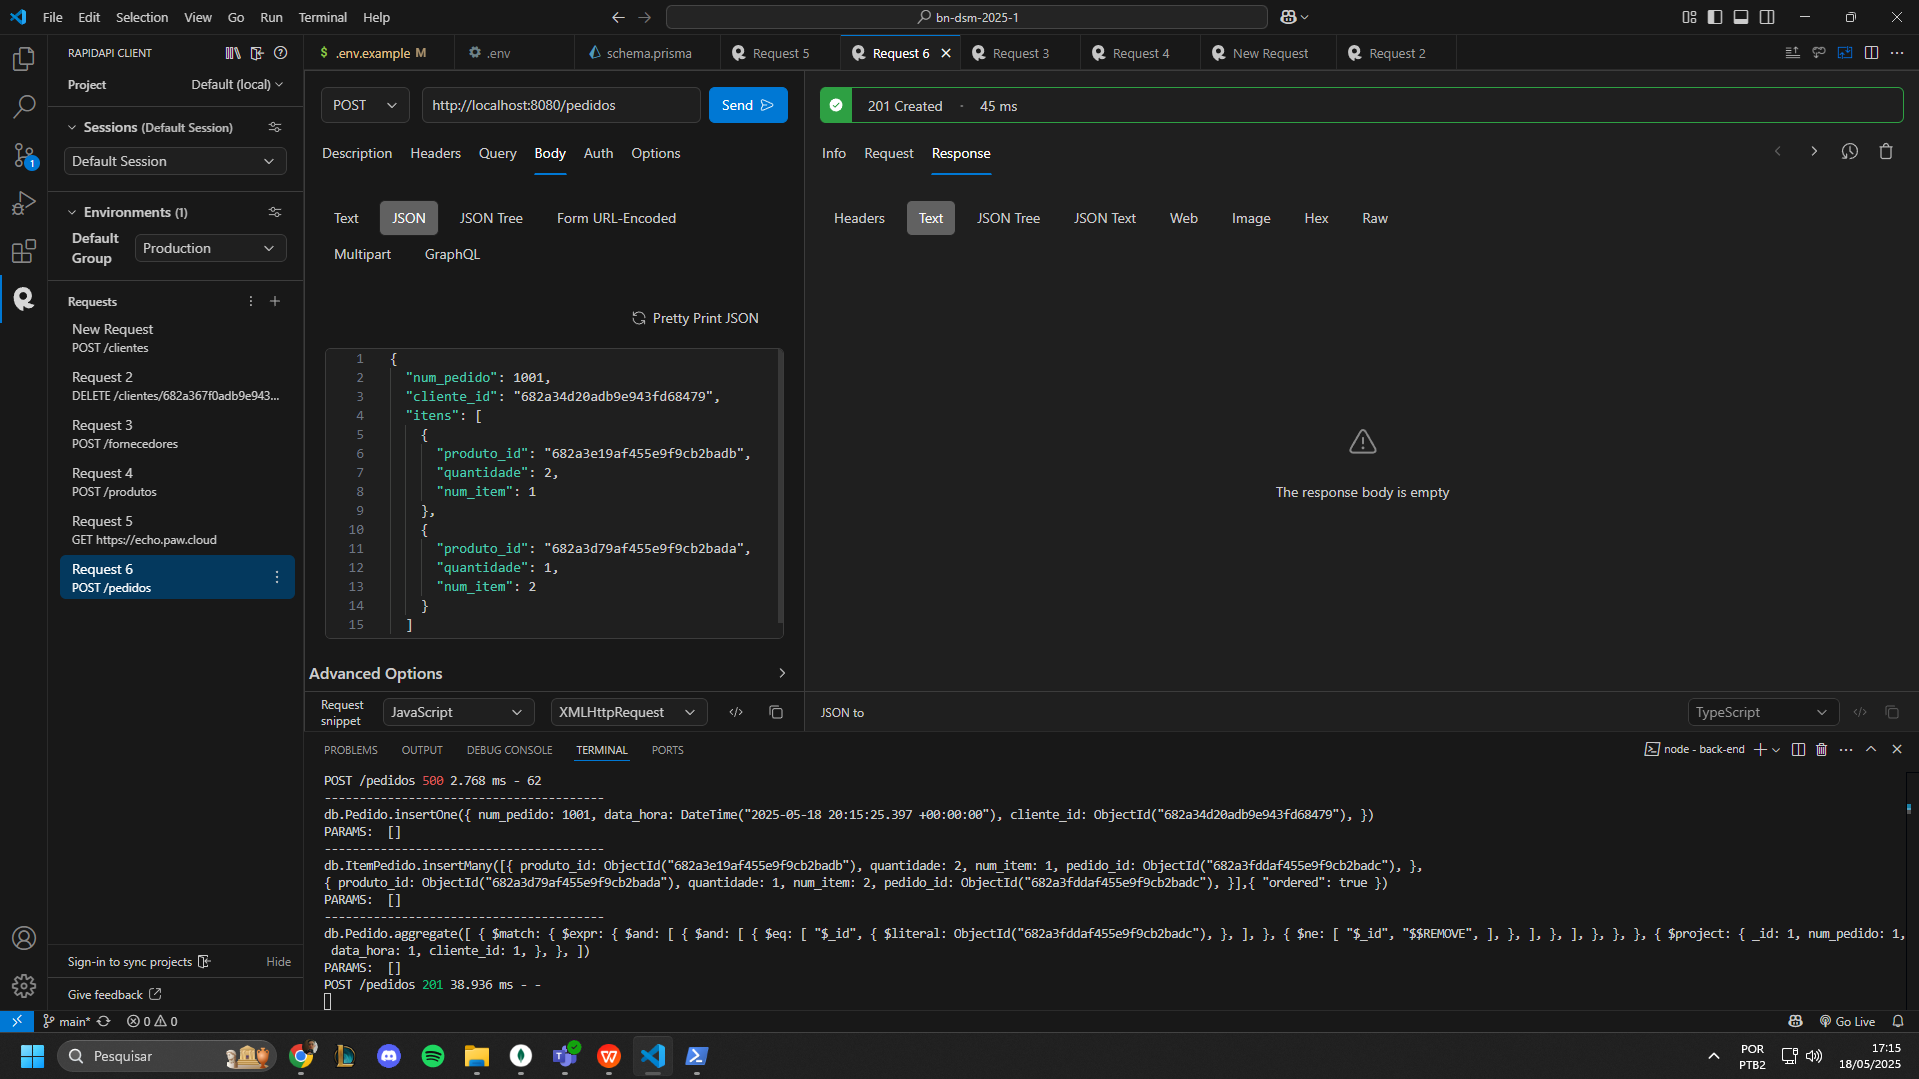 File Edit Selection View Go Run Terminal Help
bn-dsm-2025-1
RAPIDAPI CLIENT
Project Default (local)
Sessions (Default Session)
Default Session
Environments (1)
Default Group
Production
Requests
New Request
POST /clientes
Request 2
DELETE /clientes/682a367f0adb9e943...
Request 3
POST /fornecedores
Request 4
POST /produtos
Request 5
GET https://echo.paw.cloud
Request 6
POST /pedidos
Sign-in to sync projects Hide
Give feedback
1
$ .env.example M
.env
schema.prisma
Request 5
Request 6
Request 3
Request 4
New Request
Request 2
POST http://localhost:8080/pedidos Send
Description Headers Query Body Auth Options
Text JSON JSON Tree Form URL-Encoded
Multipart GraphQL
Pretty Print JSON
1 {
2 "num_pedido": 1001,
3 "cliente_id": "682a34d20adb9e943fd68479",
4 "itens": [
5 {
6 "produto_id": "682a3e19af455e9f9cb2badb",
7 "quantidade": 2,
8 "num_item": 1
9 },
10 {
11 "produto_id": "682a3d79af455e9f9cb2bada",
12 "quantidade": 1,
13 "num_item": 2
14 }
15 ]
Advanced Options
Request snippet JavaScript XMLHttpRequest
201 Created · 45 ms
Info Request Response
Headers Text JSON Tree JSON Text Web Image Hex Raw
The response body is empty
JSON to TypeScript
PROBLEMS OUTPUT DEBUG CONSOLE TERMINAL PORTS
node - back-end
POST /pedidos 500 2.768 ms - 62
----------------------------------------
db.Pedido.insertOne({ num_pedido: 1001, data_hora: DateTime("2025-05-18 20:15:25.397 +00:00:00"), cliente_id: ObjectId("682a34d20adb9e943fd68479"), })
PARAMS: []
----------------------------------------
db.ItemPedido.insertMany([{ produto_id: ObjectId("682a3e19af455e9f9cb2badb"), quantidade: 2, num_item: 1, pedido_id: ObjectId("682a3fddaf455e9f9cb2badc"), },
{ produto_id: ObjectId("682a3d79af455e9f9cb2bada"), quantidade: 1, num_item: 2, pedido_id: ObjectId("682a3fddaf455e9f9cb2badc"), }],{ "ordered": true })
PARAMS: []
----------------------------------------
db.Pedido.aggregate([ { $match: { $expr: { $and: [ { $and: [ { $eq: [ "$_id", { $literal: ObjectId("682a3fddaf455e9f9cb2badc"), }, ], }, { $ne: [ "$_id", "$$REMOVE", ], }, ], }, ], }, }, }, { $project: { _id: 1, num_pedido: 1,
data_hora: 1, cliente_id: 1, }, }, ])
PARAMS: []
POST /pedidos 201 38.936 ms - -
main* 0 0 Go Live
Pesquisar
POR
PTB2
17:15
18/05/2025